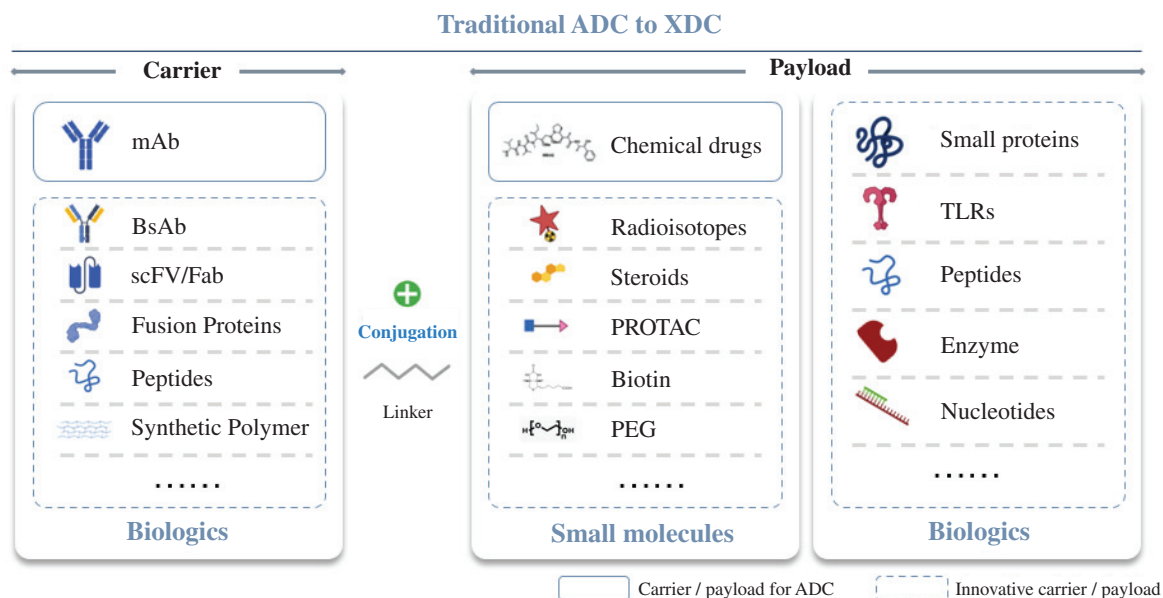 Traditional ADC to XDC
Carrier
Payload
mAb
BsAb
scFV/Fab
Fusion Proteins
Peptides
Synthetic Polymer
......
Biologics
Conjugation
Linker
Chemical drugs
Radioisotopes
Steroids
PROTAC
Biotin
PEG
......
Small molecules
Small proteins
TLRs
Peptides
Enzyme
Nucleotides
......
Biologics
Carrier / payload for ADC
Innovative carrier / payload